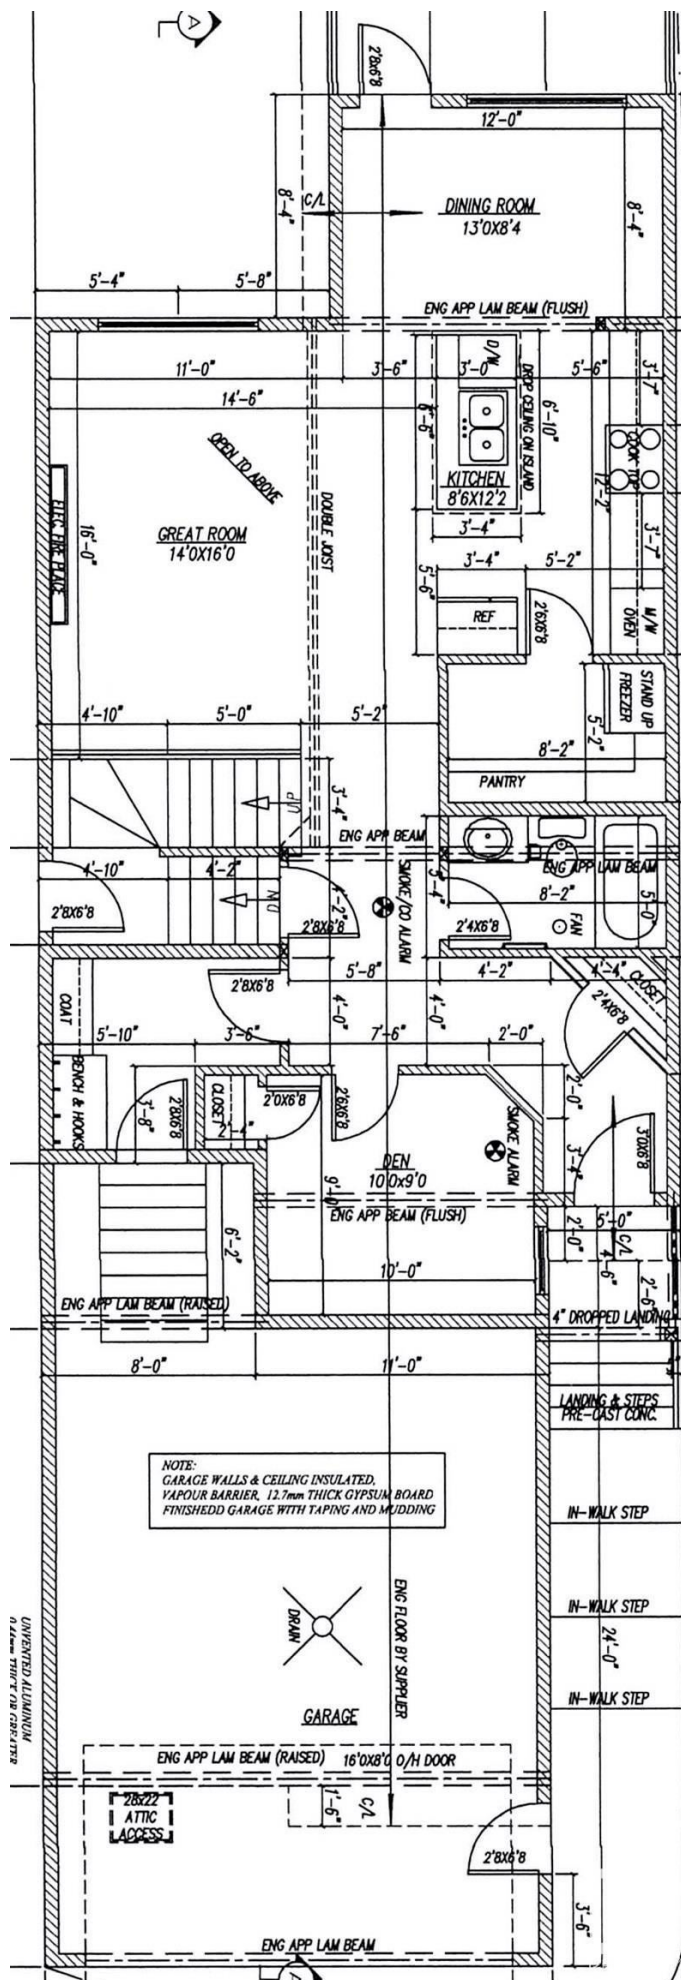 A
2'8X6'8
12'-0"
8'-4"
C/L
DINING ROOM
13'0X8'4
8'-4"
5'-4"
5'-8"
ENG APP LAM BEAM (FLUSH)
11'-0"
3'-6"
3'-0"
D/W
5'-6"
3'-7"
14'-6"
6'-6"
6'-10"
DROP CEILING ON ISLAND
OPEN TO ABOVE
COOK TOP
12'-2"
KITCHEN
8'6X12'2
DOUBLE JOIST
GREAT ROOM
14'0X16'0
ELEC. FIRE PLACE
16'-0"
3'-4"
3'-7"
3'-4"
5'-2"
5'-6"
REF
2'6X6'8
M/W
OVEN
STAND UP
FREEZER
4'-10"
5'-0"
5'-2"
5'-2"
8'-2"
PANTRY
UP
3'-4"
ENG APP BEAM
ENG APP LAM BEAM
4'-10"
4'-2"
DN
2'8X6'8
2'8X6'8
SMOKE/CO ALARM
5'-4"
8'-2"
5'-0"
2'4X6'8
FAN
2'8X6'8
5'-8"
4'-2"
4'-4"
CLOSET
COAT
4'-0"
4'-0"
2'4X6'8
5'-10"
3'-6"
7'-6"
2'-0"
BENCH & HOOKS
3'-8"
2'8X6'8
CLOSET
2'-4"
2'0X6'8
2'6X6'8
2'-0"
SMOKE ALARM
3'-4"
3'0X6'8
DEN
10'0x9'0
9'-0"
ENG APP BEAM (FLUSH)
2'-0"
5'-0"
C/L
4'-6"
6'-2"
10'-0"
2'-6"
ENG APP LAM BEAM (RAISED)
4" DROPPED LANDING
8'-0"
11'-0"
LANDING & STEPS
PRE-CAST CONC.
NOTE:
GARAGE WALLS & CEILING INSULATED,
VAPOUR BARRIER, 12.7mm THICK GYPSUM BOARD
FINISHEDD GARAGE WITH TAPING AND MUDDING
IN-WALK STEP
IN-WALK STEP
IN-WALK STEP
24'-0"
DRAIN
ENG FLOOR BY SUPPLIER
UNVENTED ALUMINUM
GARAGE
ENG APP LAM BEAM (RAISED)
16'0X8'0 O/H DOOR
28x22
ATTIC
ACCESS
1'-6"
C/L
2'8X6'8
3'-6"
ENG APP LAM BEAM
A